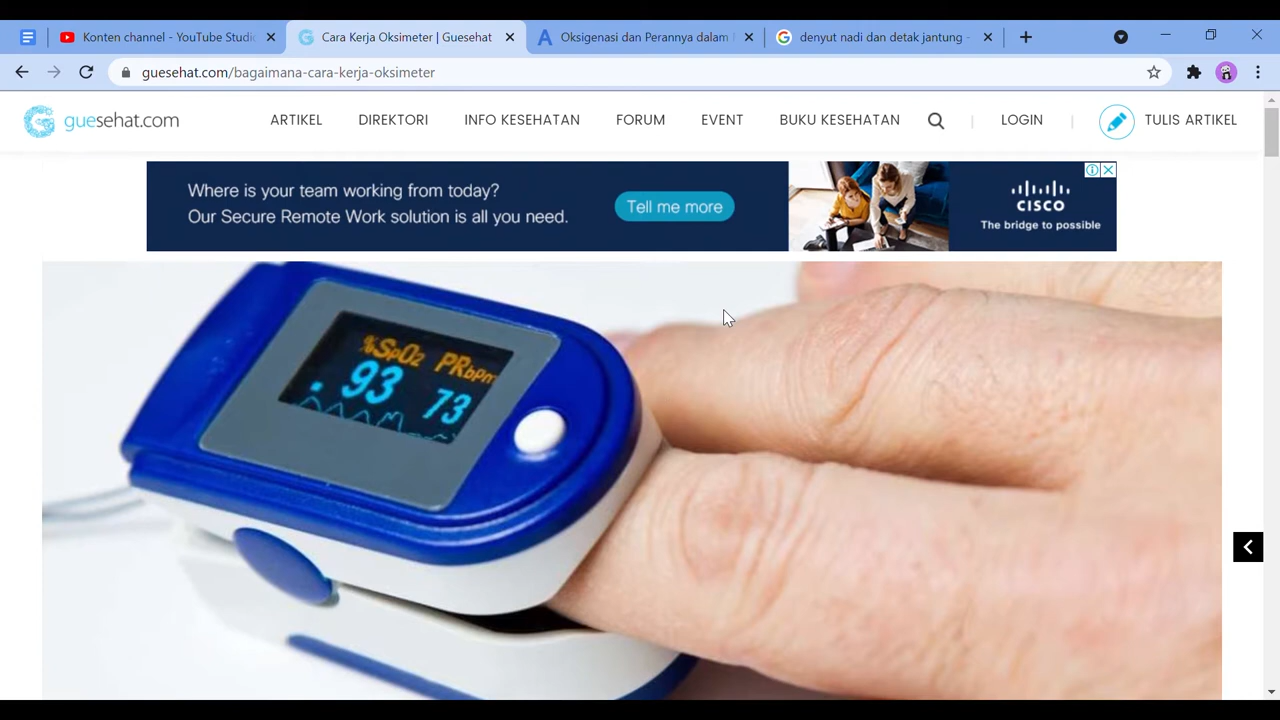 Konten channel - YouTube Studio
Cara Kerja Oksimeter | Guesehat
Oksigenasi dan Perannya dalam
denyut nadi dan detak jantung -
guesehat.com/bagaimana-cara-kerja-oksimeter
guesehat.com
ARTIKEL
DIREKTORI
INFO KESEHATAN
FORUM
EVENT
BUKU KESEHATAN
LOGIN
TULIS ARTIKEL
Where is your team working from today?
Our Secure Remote Work solution is all you need.
Tell me more
CISCO
The bridge to possible
%SpO2 PRbpm
93 73